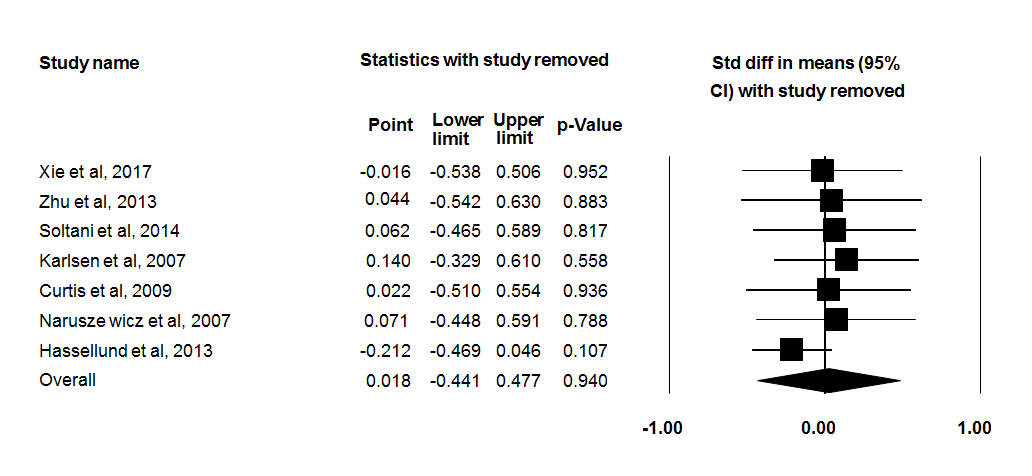 Study name
Statistics with study removed
Std diff in means (95%
CI) with study removed
Point
Lower limit
Upper limit
p-Value
Xie et al, 2017 -0.016 -0.538 0.506 0.952
Zhu et al, 2013 0.044 -0.542 0.630 0.883
Soltani et al, 2014 0.062 -0.465 0.589 0.817
Karlsen et al, 2007 0.140 -0.329 0.610 0.558
Curtis et al, 2009 0.022 -0.510 0.554 0.936
Narusze wicz et al, 2007 0.071 -0.448 0.591 0.788
Hassellund et al, 2013 -0.212 -0.469 0.046 0.107
Overall 0.018 -0.441 0.477 0.940
-1.00 0.00 1.00